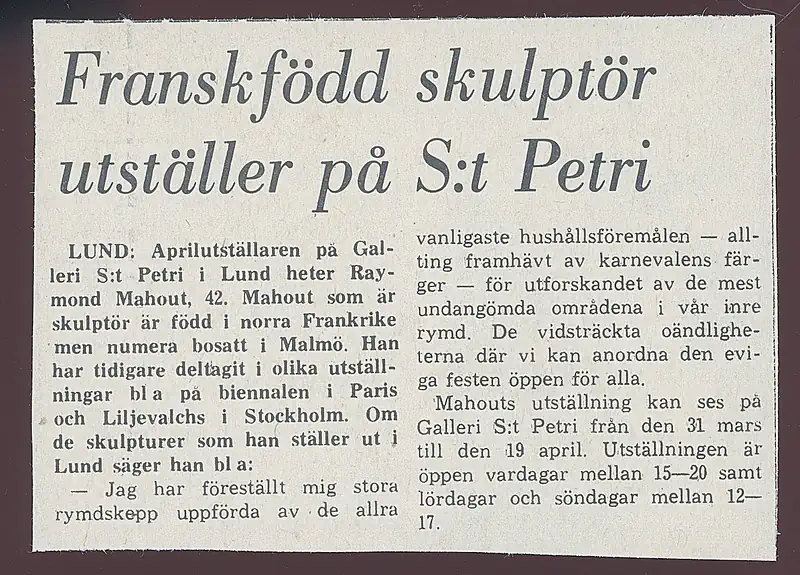 Franskfödd skulptör
utställer på S:t Petri
LUND: Aprilutställaren på Gal-
leri S:t Petri i Lund heter Ray-
mond Mahout, 42. Mahout som är
skulptör är född i norra Frankrike
men numera bosatt i Malmö. Han
har tidigare deltagit i olika utställ-
ningar bl a på biennalen i Paris
och Liljevalchs i Stockholm. Om
de skulpturer som han ställer ut i
Lund säger han bl a:
— Jag har föreställt mig stora
rymdskepp uppförda av de allra
vanligaste hushållsföremålen — all-
ting framhävt av karnevalens fär-
ger — för utforskandet av de mest
undangömda områdena i vår inre
rymd. De vidsträckta oändlighe-
terna där vi kan anordna den evi-
ga festen öppen för alla.
Mahouts utställning kan ses på
Galleri S:t Petri från den 31 mars
till den 19 april. Utställningen är
öppen vardagar mellan 15—20 samt
lördagar och söndagar mellan 12—
17.